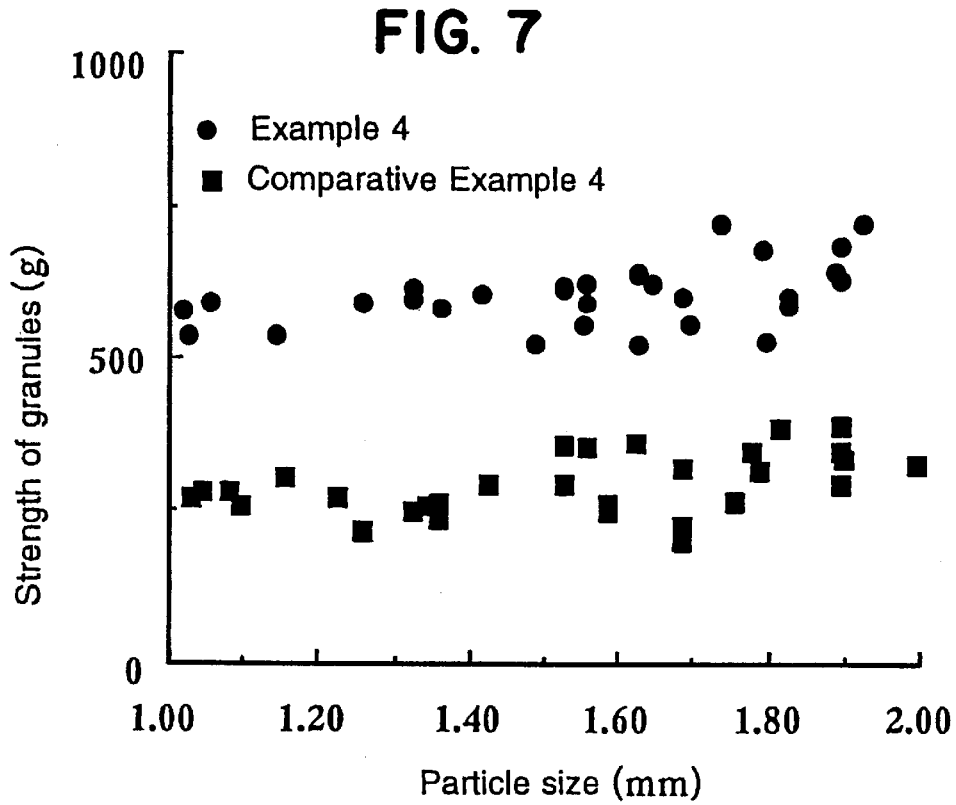 FIG. 7
1000
Example 4
Comparative Example 4
Strength of granules (g)
500
0
1.00 1.20 1.40 1.60 1.80 2.00
Particle size (mm)